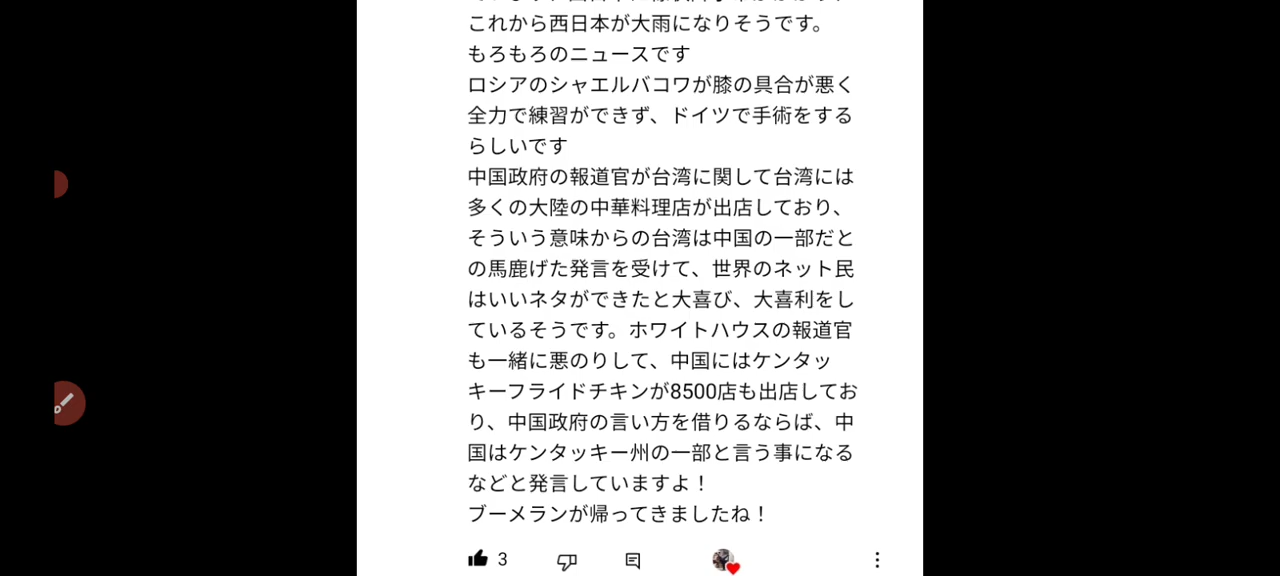 これから西日本が大雨になりそうです。
もろもろのニュースです
ロシアのシャエルバコワが膝の具合が悪く
全力で練習ができず、ドイツで手術をする
らしいです
中国政府の報道官が台湾に関して台湾には
多くの大陸の中華料理店が出店しており、
そういう意味からの台湾は中国の一部だと
の馬鹿げた発言を受けて、世界のネット民
はいいネタができたと大喜び、大喜利をし
ているそうです。ホワイトハウスの報道官
も一緒に悪のりして、中国にはケンタッ
キーフライドチキンが8500店も出店してお
り、中国政府の言い方を借りるならば、中
国はケンタッキー州の一部と言う事になる
などと発言していますよ！
ブーメランが帰ってきましたね！
3